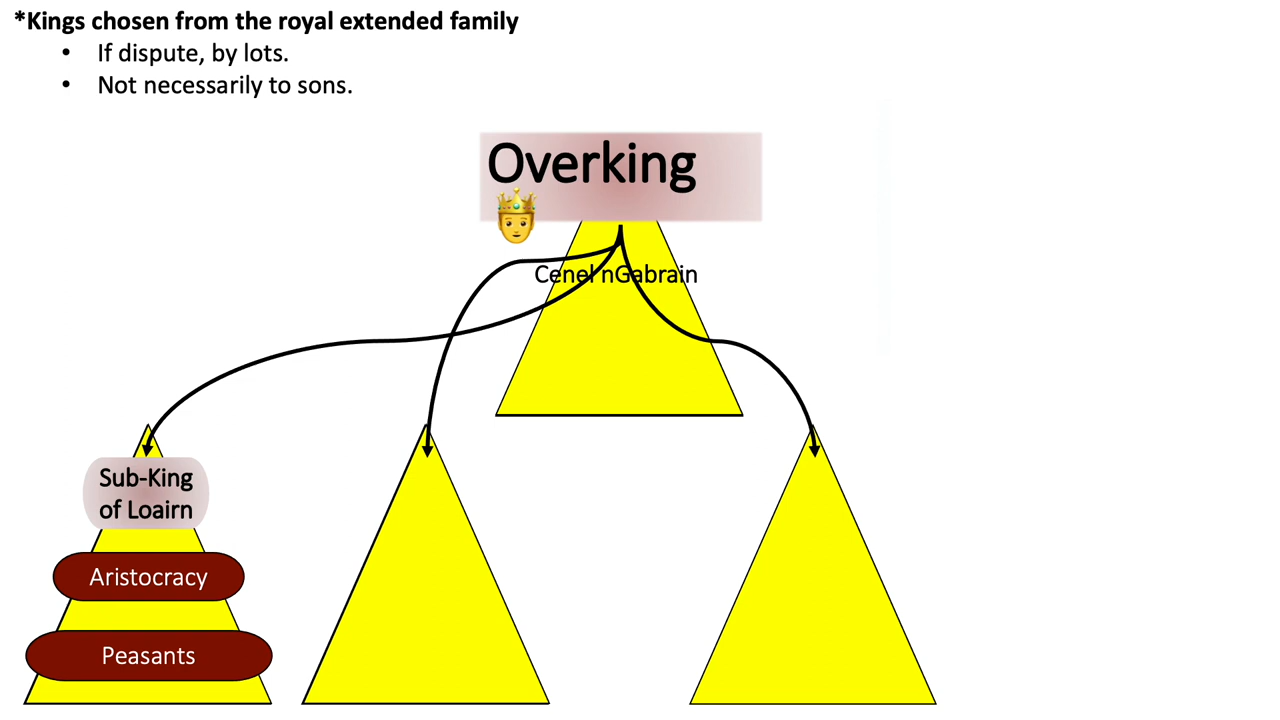 *Kings chosen from the royal extended family
• If dispute, by lots.
• Not necessarily to sons.
Overking
Cenel nGabrain
Sub-King
of Loairn
Aristocracy
Peasants